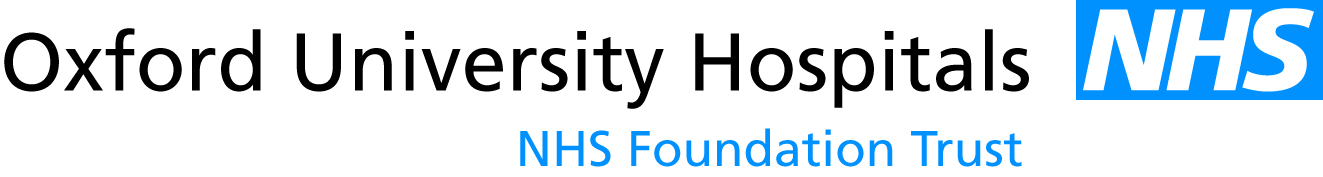 Oxford University Hospitals NHS
NHS Foundation Trust